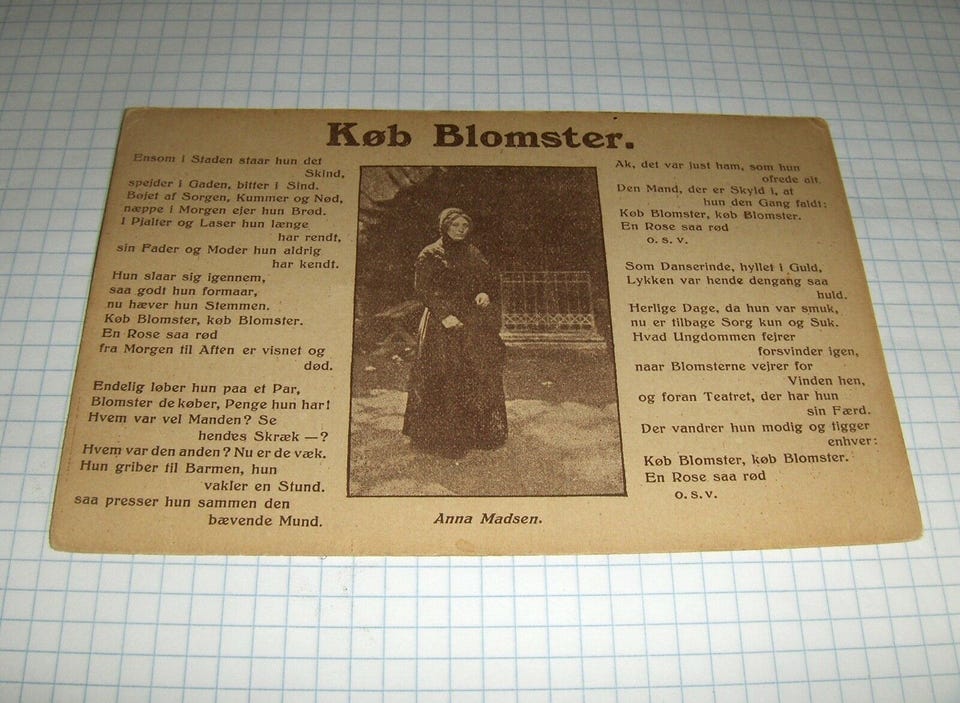 Køb Blomster.
Ensom i Staden staar hun det
Skind,
spejder i Gaden, bitter i Sind.
Bøjet af Sorgen, Kummer og Nød,
næppe i Morgen ejer hun Brød.
I Pjalter og Laser hun længe
har rendt,
sin Fader og Moder hun aldrig
har kendt.
Hun slaar sig igennem,
saa godt hun formaar,
nu hæver hun Stemmen.
Køb Blomster, køb Blomster.
En Rose saa rød
fra Morgen til Aften er visnet og
død.
Endelig løber hun paa et Par,
Blomster de køber, Penge hun har!
Hvem var vel Manden? Se
hendes Skræk —?
Hvem var den anden? Nu er de væk.
Hun griber til Barmen, hun
vakler en Stund.
saa presser hun sammen den
bævende Mund.
Anna Madsen.
Ak, det var just ham, som hun
ofrede alt.
Den Mand, der er Skyld i, at
hun den Gang faldt:
Køb Blomster, køb Blomster.
En Rose saa rød
o. s. v.
Som Danserinde, hyllet i Guld,
Lykken var hende dengang saa
huld.
Herlige Dage, da hun var smuk,
nu er tilbage Sorg kun og Suk.
Hvad Ungdommen fejrer
forsvinder igen,
naar Blomsterne vejrer for
Vinden hen,
og foran Teatret, der har hun
sin Færd.
Der vandrer hun modig og tigger
enhver:
Køb Blomster, køb Blomster.
En Rose saa rød
o. s. v.